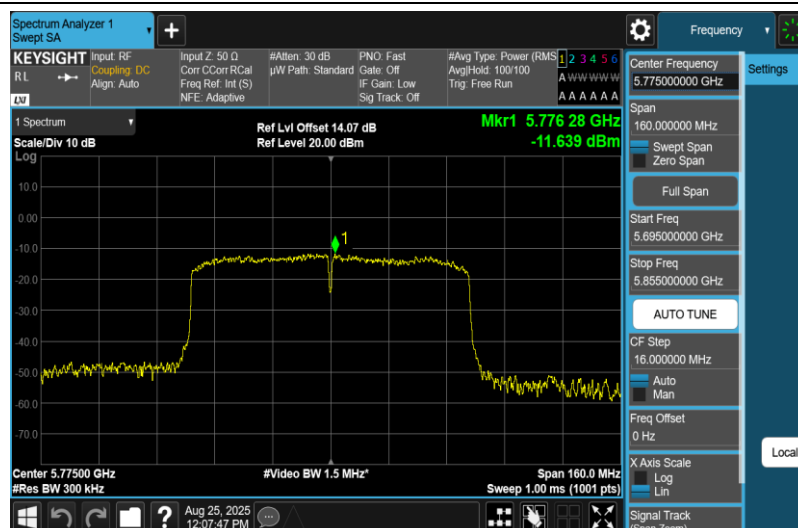 Spectrum Analyzer 1
Swept SA
Frequency
KEYSIGHT
RL
LXI
Input: RF
Coupling: DC
Align: Auto
Input Z: 50 Ω
Corr CCorr RCal
Freq Ref: Int (S)
NFE: Adaptive
#Atten: 30 dB
µW Path: Standard
PNO: Fast
Gate: Off
IF Gain: Low
Sig Track: Off
#Avg Type: Power (RMS
Avg|Hold: 100/100
Trig: Free Run
1 2 3 4 5 6
A W W W W W
A A A A A A
1 Spectrum
Scale/Div 10 dB
Log
Ref Lvl Offset 14.07 dB
Ref Level 20.00 dBm
Mkr1 5.776 28 GHz
-11.639 dBm
10.0
0.00
-10.0
-20.0
-30.0
-40.0
-50.0
-60.0
-70.0
1
Center 5.77500 GHz
#Res BW 300 kHz
#Video BW 1.5 MHz*
Span 160.0 MHz
Sweep 1.00 ms (1001 pts)
Aug 25, 2025
12:07:47 PM
Center Frequency
5.775000000 GHz
Span
160.000000 MHz
Swept Span
Zero Span
Full Span
Start Freq
5.695000000 GHz
Stop Freq
5.855000000 GHz
AUTO TUNE
CF Step
16.000000 MHz
Auto
Man
Freq Offset
0 Hz
X Axis Scale
Log
Lin
Signal Track
(Span Zoom)
Settings
Local